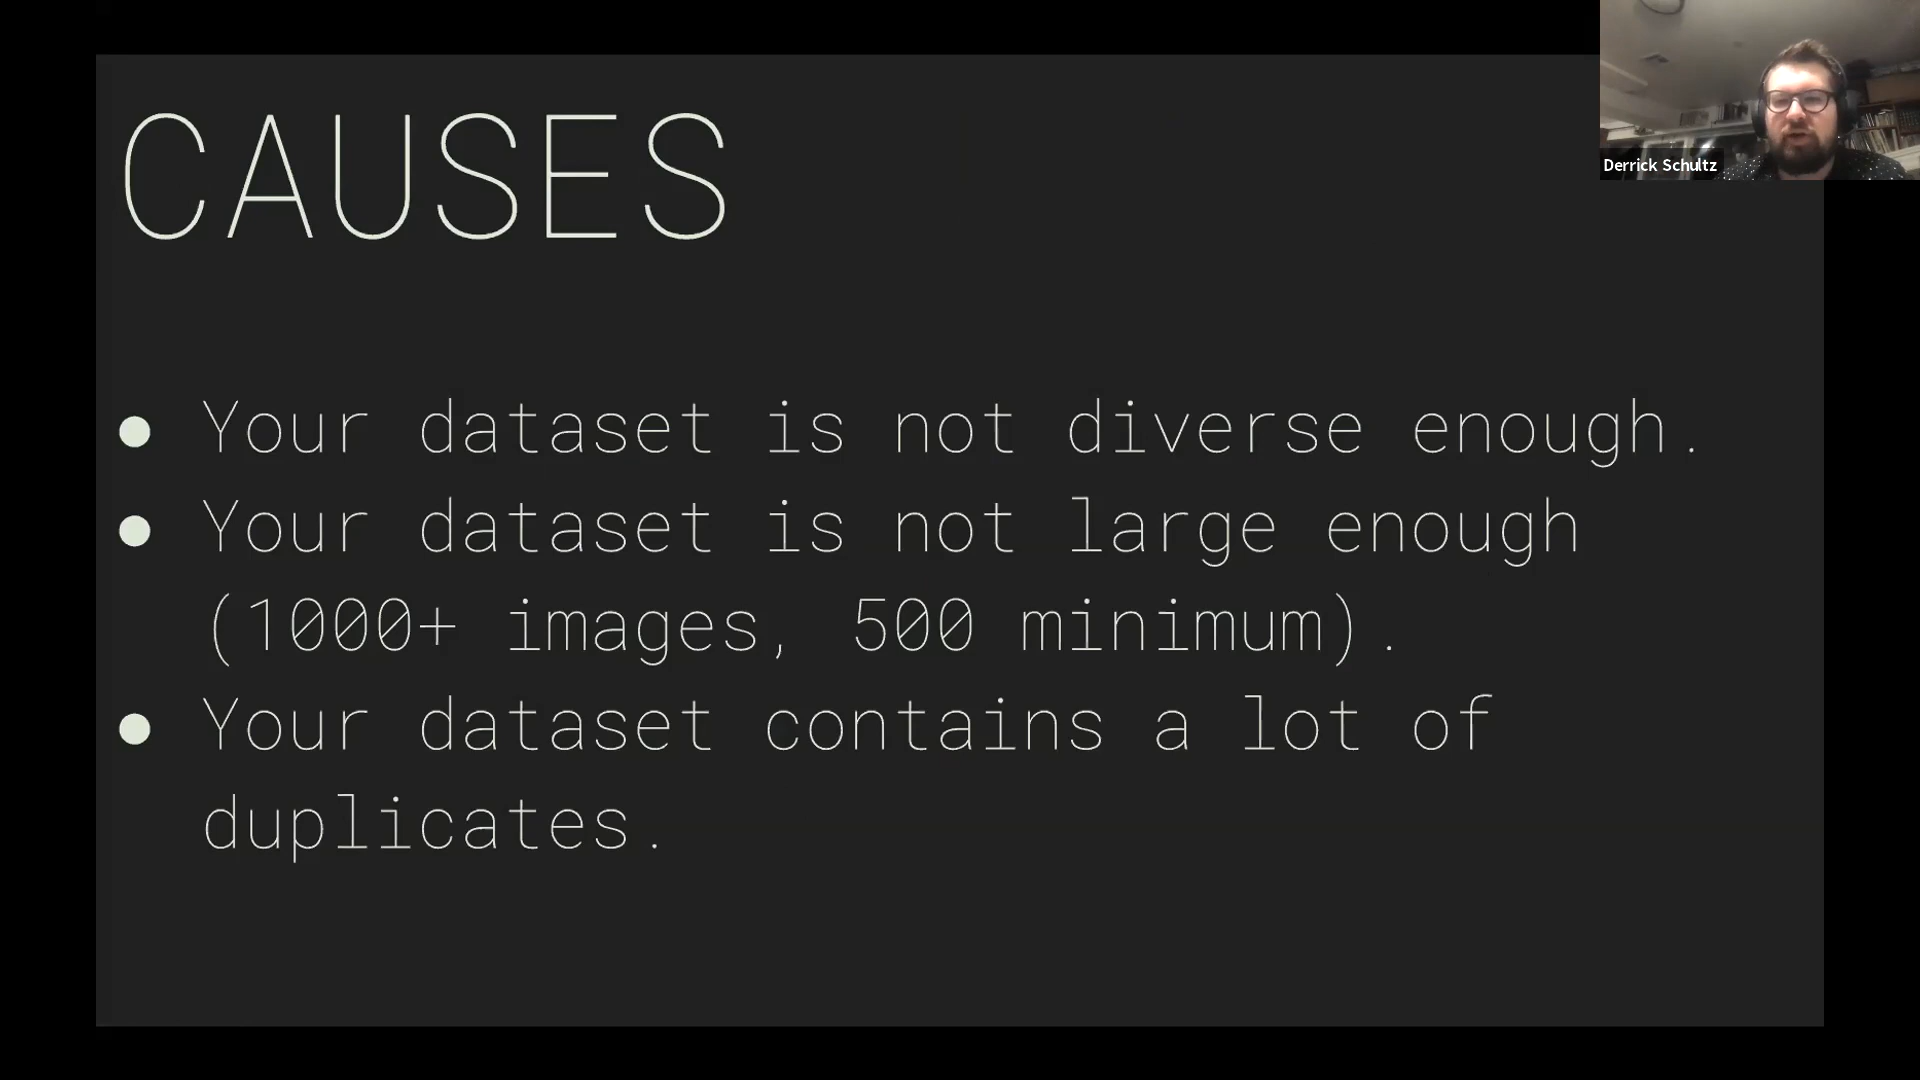 CAUSES
● Your dataset is not diverse enough.
● Your dataset is not large enough
(1000+ images, 500 minimum).
● Your dataset contains a lot of
duplicates.
Derrick Schultz